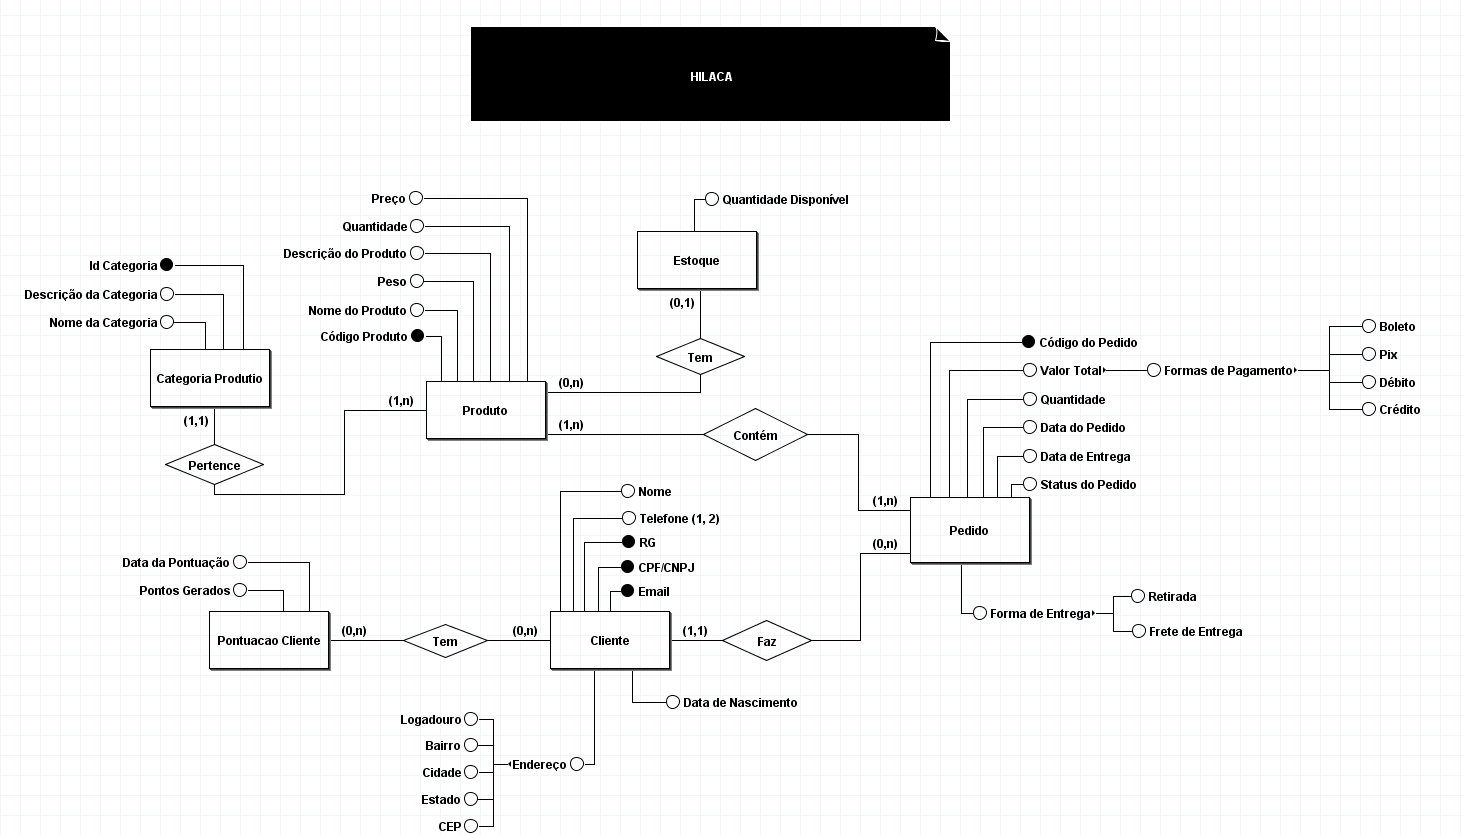 HILACA
Preço
Quantidade
Descrição do Produto
Peso
Nome do Produto
Código Produto
Quantidade Disponível
Estoque
(0,1)
Tem
(0,n)
Id Categoria
Descrição da Categoria
Nome da Categoria
Categoria Produtio
(1,1)
Pertence
(1,n)
Produto
(1,n)
Contém
(1,n)
Código do Pedido
Valor Total
Formas de Pagamento
Boleto
Pix
Débito
Crédito
Quantidade
Data do Pedido
Data de Entrega
Status do Pedido
Pedido
(0,n)
Forma de Entrega
Retirada
Frete de Entrega
Nome
Telefone (1, 2)
RG
CPF/CNPJ
Email
Data da Pontuação
Pontos Gerados
Pontuacao Cliente
(0,n)
Tem
(0,n)
Cliente
(1,1)
Faz
Data de Nascimento
Endereço
Logadouro
Bairro
Cidade
Estado
CEP